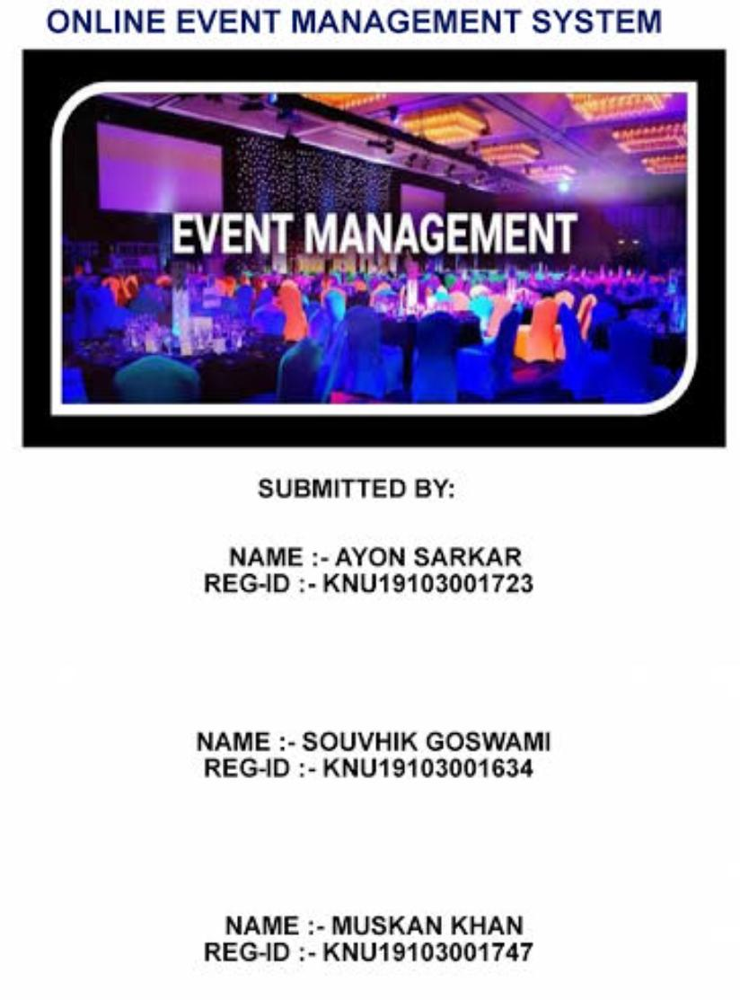 ONLINE EVENT MANAGEMENT SYSTEM
EVENT MANAGEMENT
SUBMITTED BY:
NAME :- AYON SARKAR
REG-ID :- KNU19103001723
NAME :- SOUVHIK GOSWAMI
REG-ID :- KNU19103001634
NAME :- MUSKAN KHAN
REG-ID :- KNU19103001747